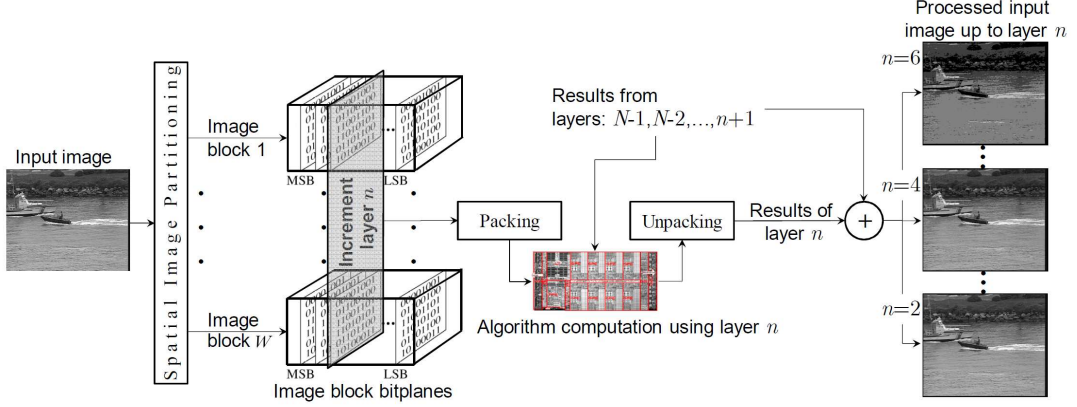 Input image
Spatial Image Partitioning
Image
block 1
MSB
LSB
...
Increment
layer n
Image
block W
MSB
LSB
...
Image block bitplanes
Packing
Algorithm computation using layer n
Results from
layers: N-1,N-2,...,n+1
Unpacking
Results of
layer n
+
Processed input
image up to layer n
n=6
n=4
n=2